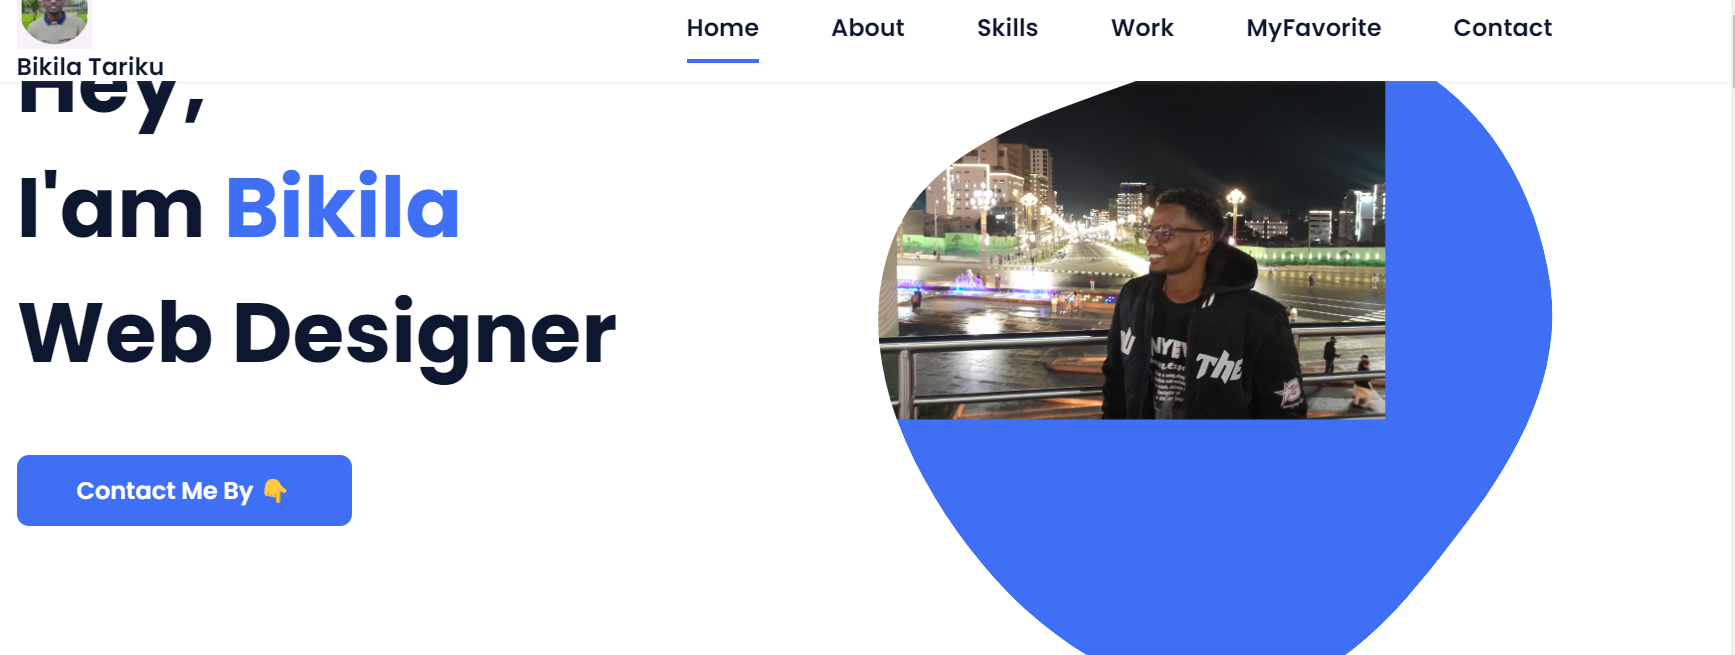 Home About Skills Work MyFavorite Contact
Bikila Tariku
Hey,
I'am Bikila
Web Designer
Contact Me By 👇
NYE
The